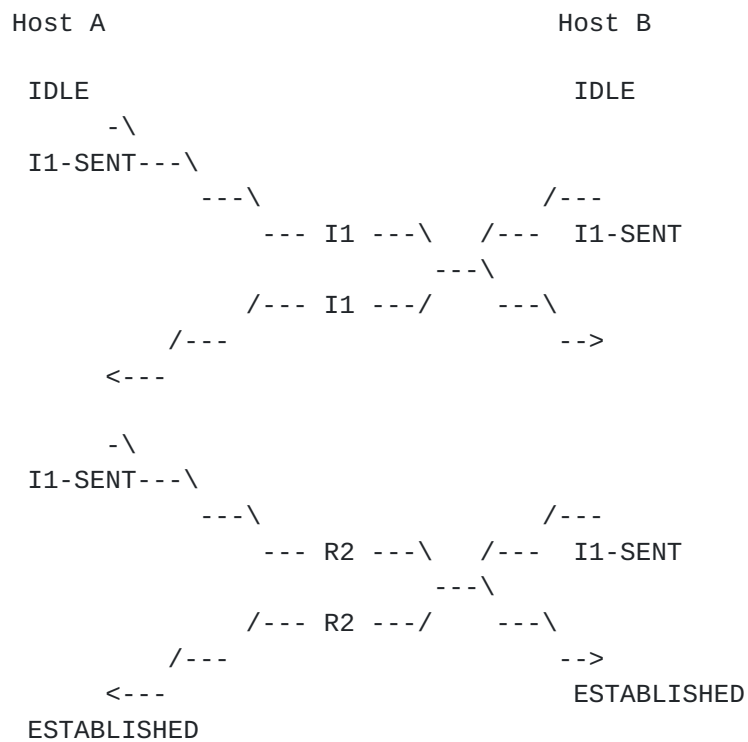 Host A                                   Host B

 IDLE                                     IDLE
      -\
 I1-SENT---\
            ---\                        /---
                --- I1 ---\   /---  I1-SENT
                           ---\
               /--- I1 ---/    ---\
          /---                     -->
      <---

      -\
 I1-SENT---\
            ---\                        /---
                --- R2 ---\   /---  I1-SENT
                           ---\
               /--- R2 ---/    ---\
          /---                     -->
      <---                          ESTABLISHED
 ESTABLISHED